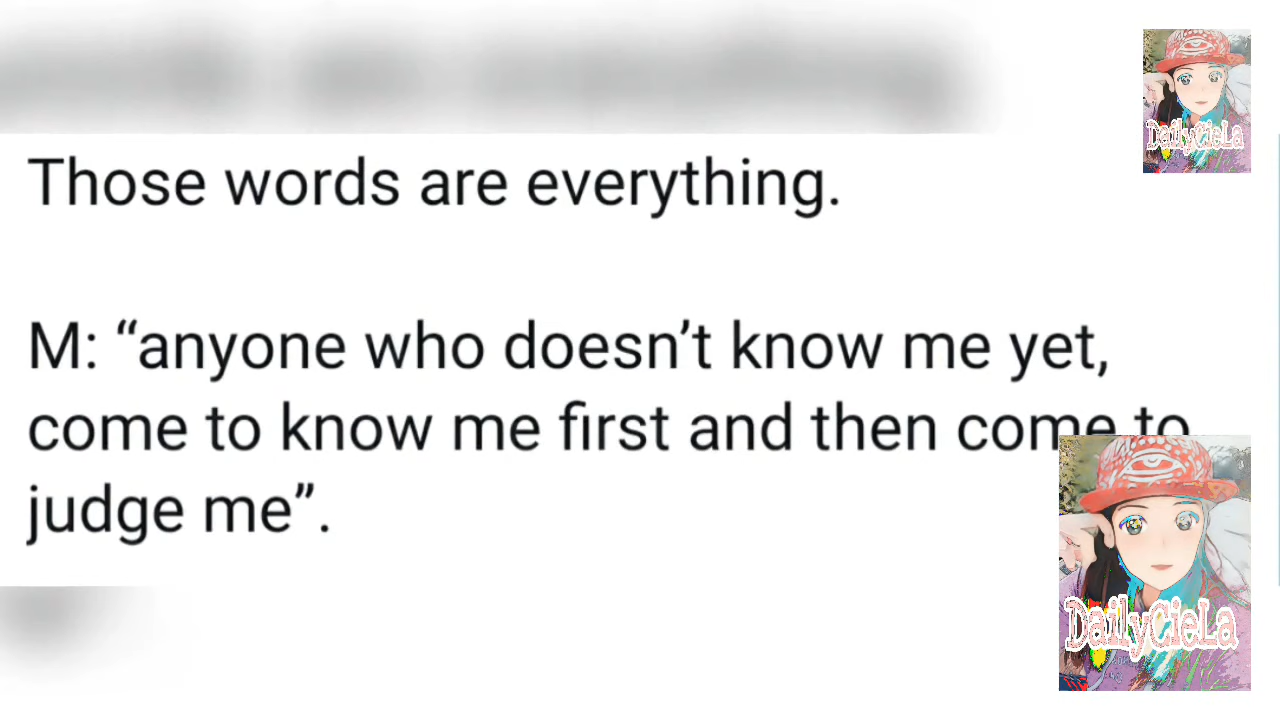 Those words are everything.
M: “anyone who doesn’t know me yet,
come to know me first and then come to
judge me”.
DailyCieLa
DailyCieLa